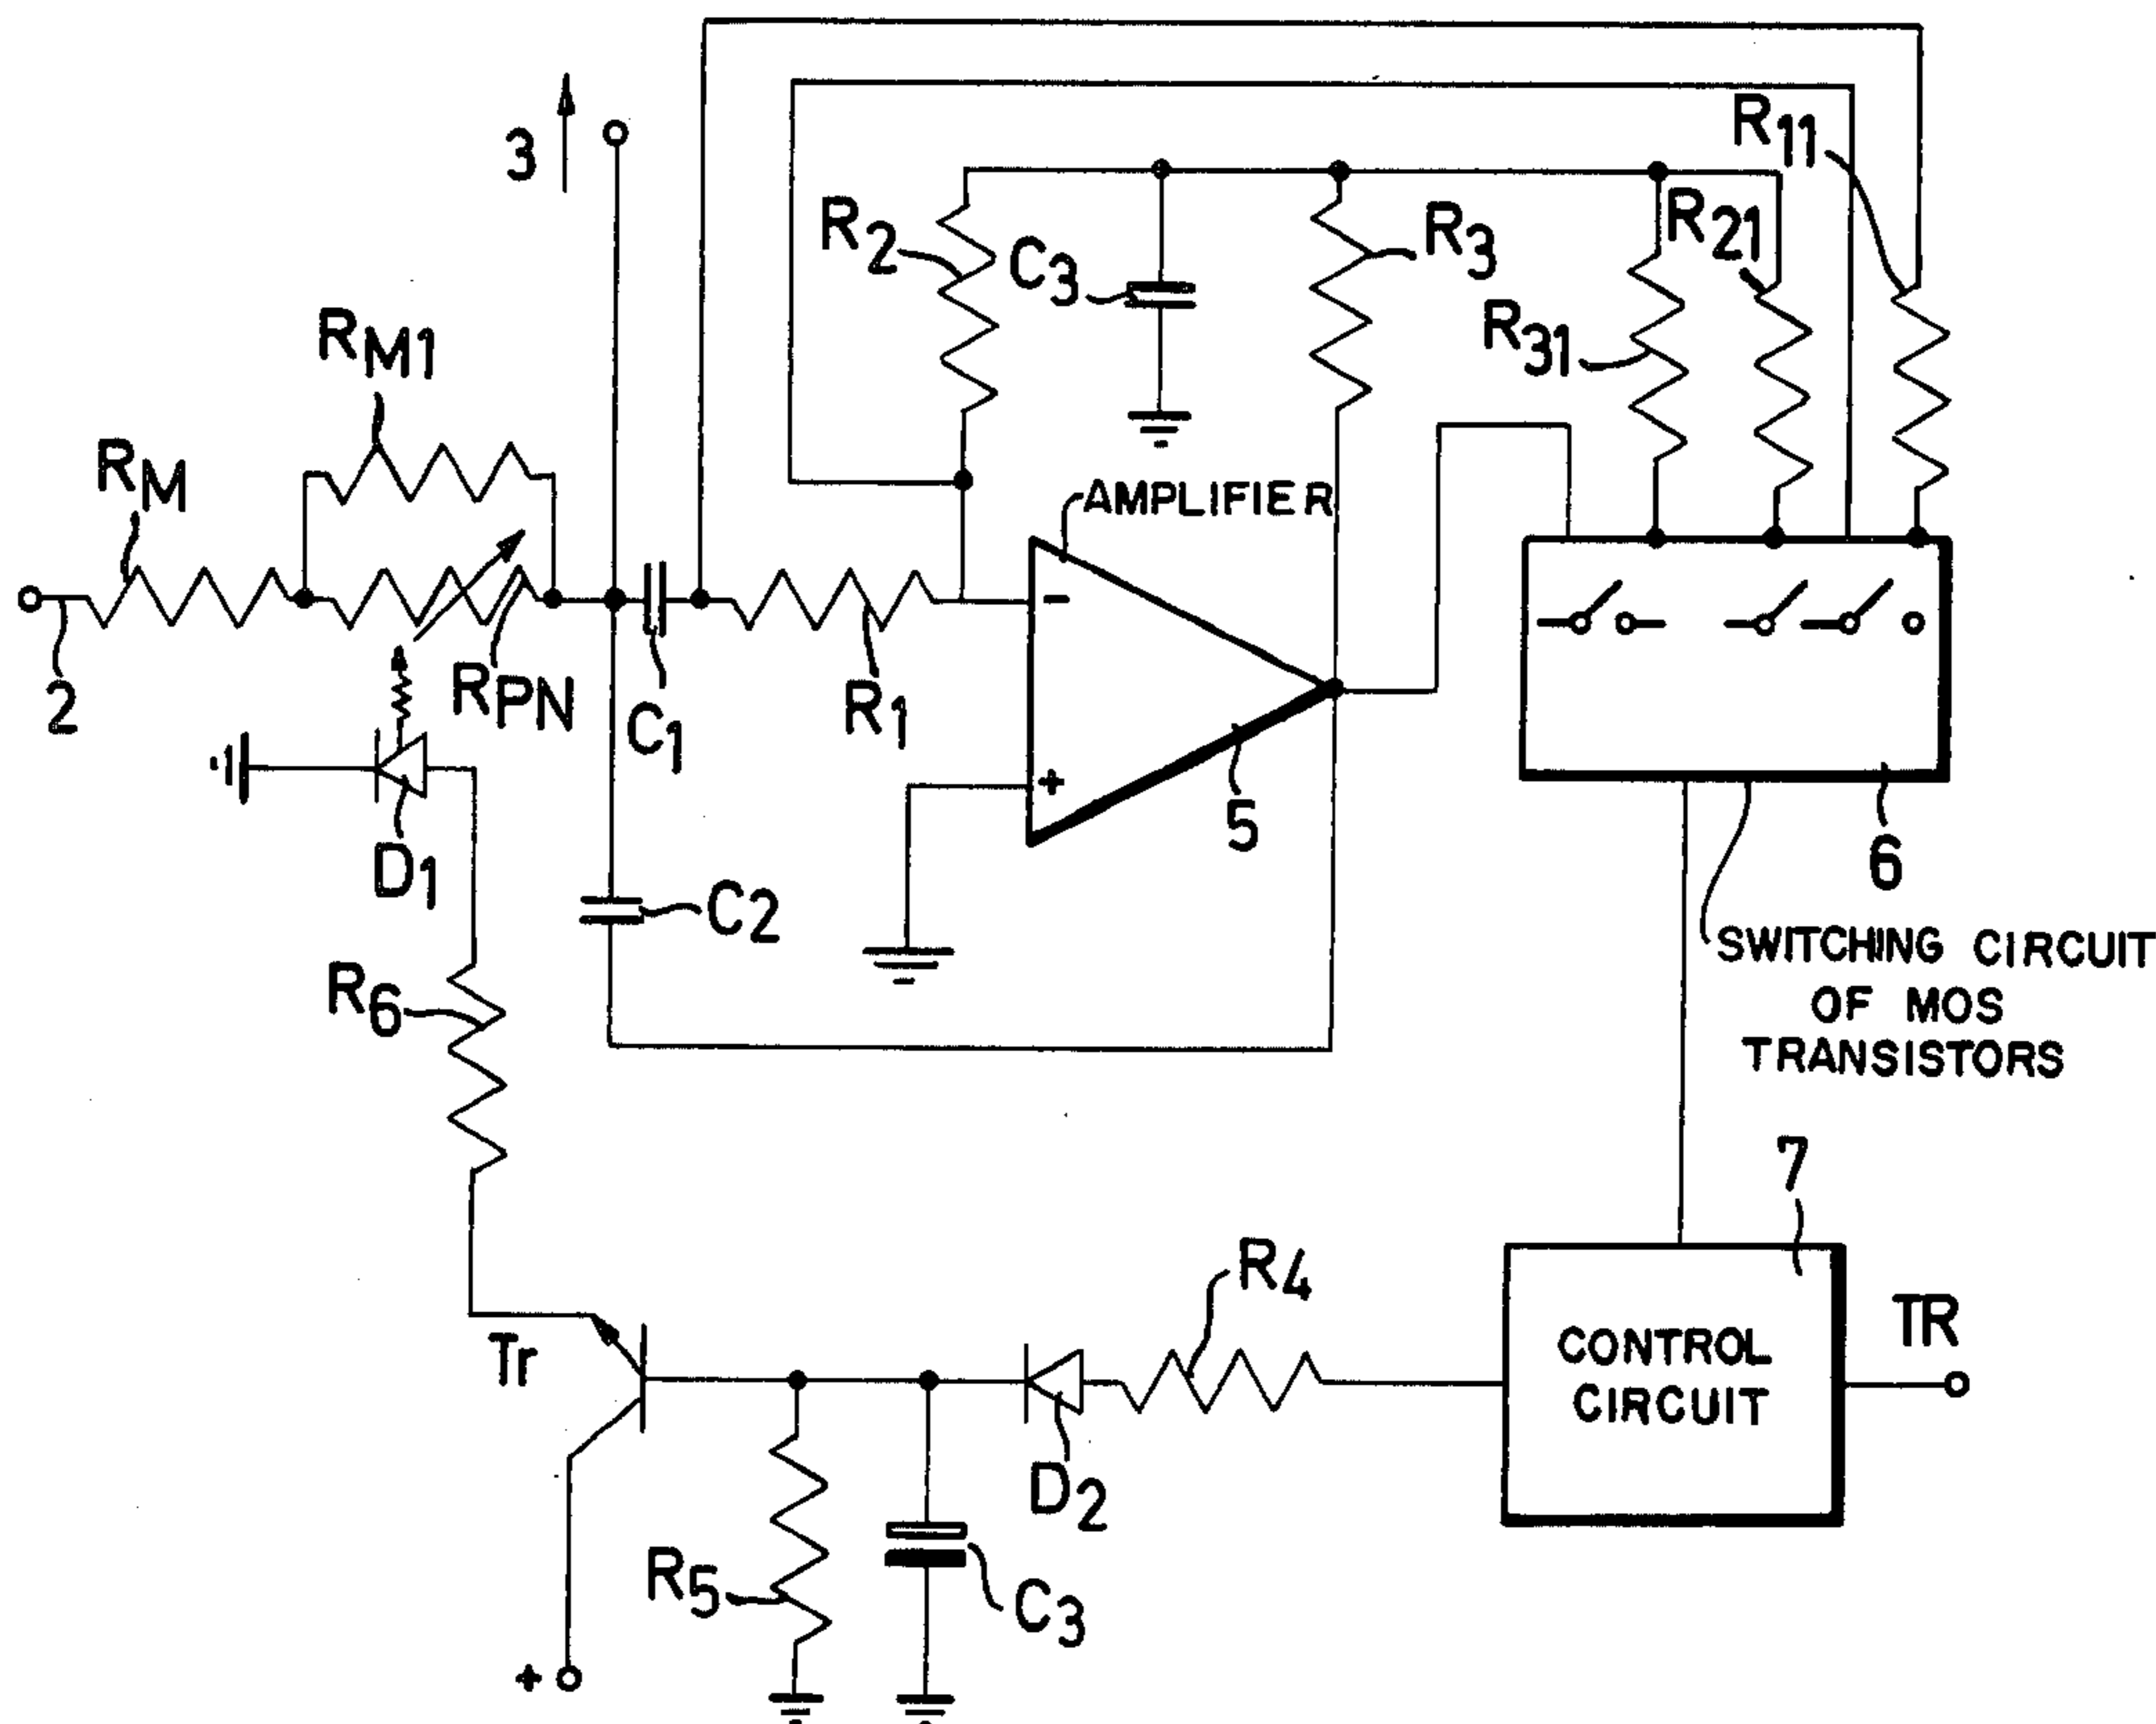 R11
3
R2
C3
R3
R21
R31
RM1
RM
AMPLIFIER
-
2
RPN
C1
R1
+
5
6
D1
C2
SWITCHING CIRCUIT
OF MOS
TRANSISTORS
R6
7
R4
TR
Tr
CONTROL
CIRCUIT
D2
R5
C3
+